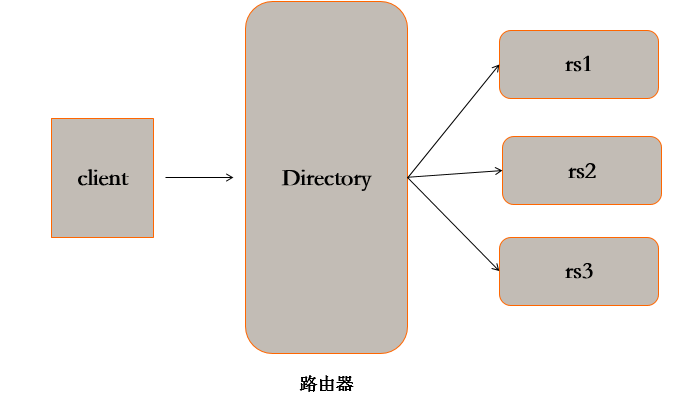 client
Directory
rs1
rs2
rs3
路由器